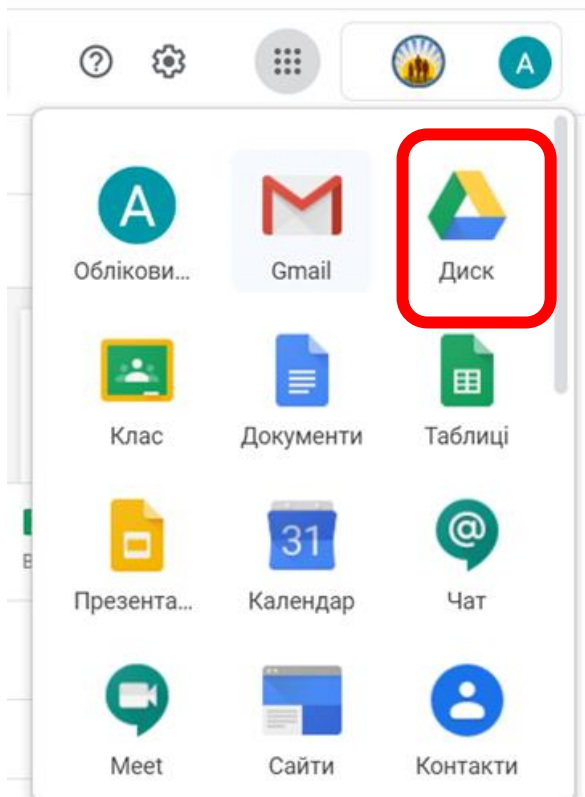 A
A
Облікови...
Gmail
Диск
Клас
Документи
Таблиці
Презента...
31
Календар
Чат
Meet
Сайти
Контакти